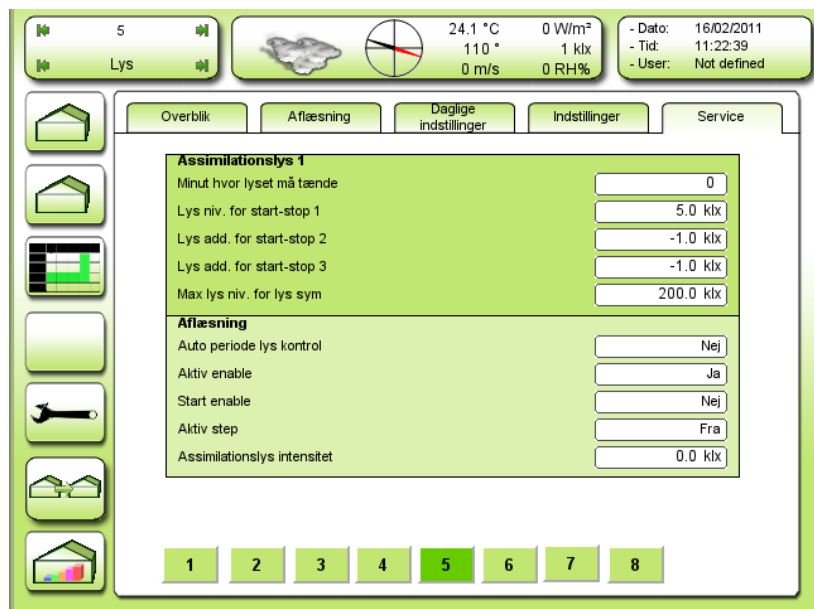 5
Lys
24.1 °C
0 W/m²
110 °
1 klx
0 m/s
0 RH%
- Dato: 16/02/2011
- Tid: 11:22:39
- User: Not defined
Overblik
Aflæsning
Daglige
indstillinger
Indstillinger
Service
Assimilationslys 1
Minut hvor lyset må tænde 0
Lys niv. for start-stop 1 5.0 klx
Lys add. for start-stop 2 -1.0 klx
Lys add. for start-stop 3 -1.0 klx
Max lys niv. for lys sym 200.0 klx
Aflæsning
Auto periode lys kontrol Nej
Aktiv enable Ja
Start enable Nej
Aktiv step Fra
Assimilationslys intensitet 0.0 klx
1 2 3 4 5 6 7 8